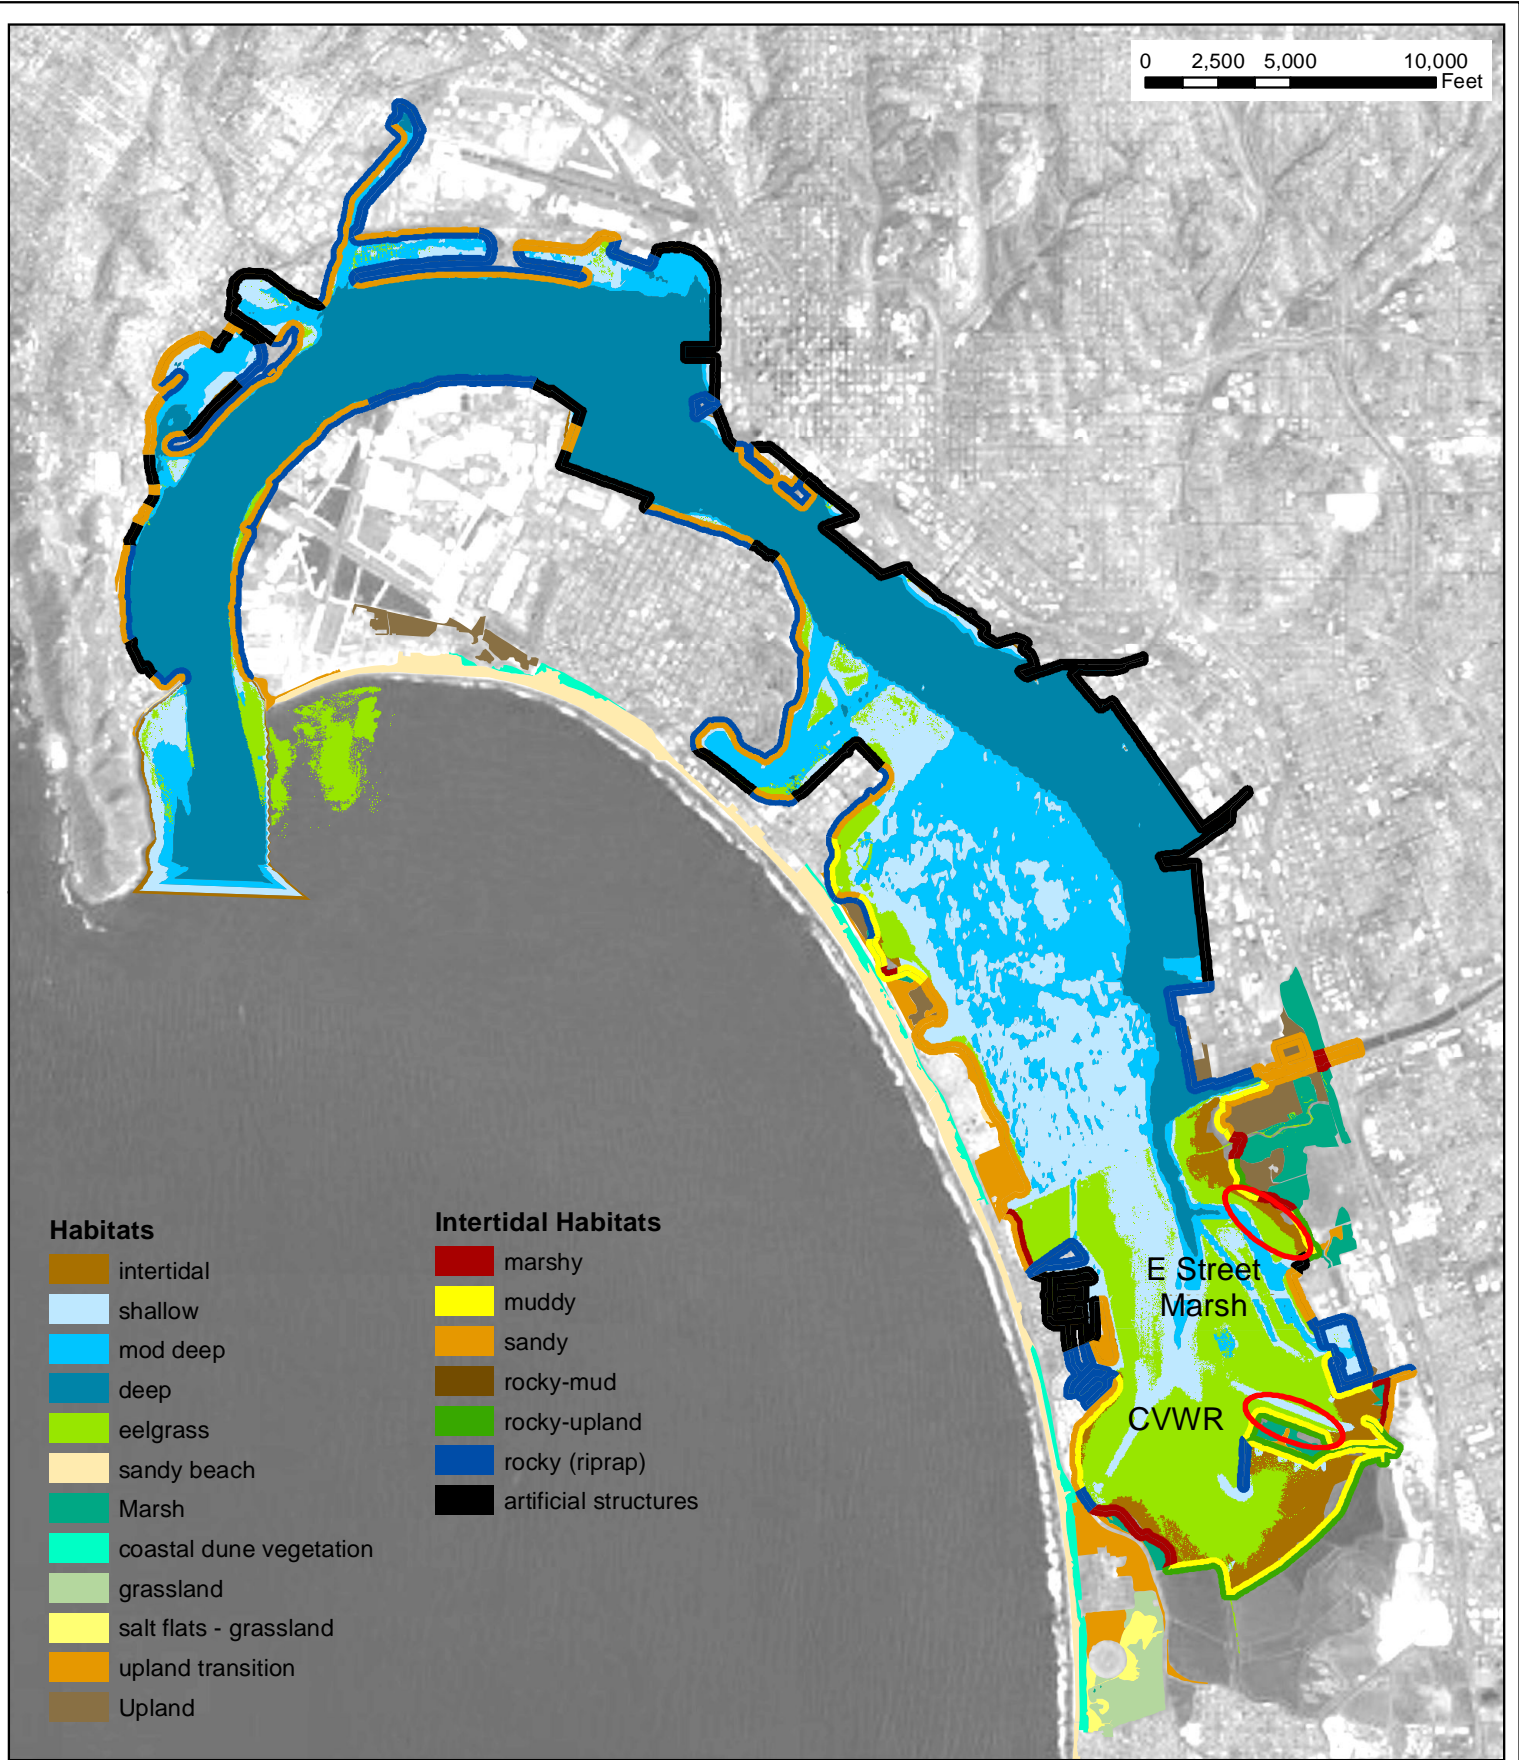 0 2,500 5,000 10,000
Feet
E Street
Marsh
CVWR
Habitats
intertidal
shallow
mod deep
deep
eelgrass
sandy beach
Marsh
coastal dune vegetation
grassland
salt flats - grassland
upland transition
Upland
Intertidal Habitats
marshy
muddy
sandy
rocky-mud
rocky-upland
rocky (riprap)
artificial structures